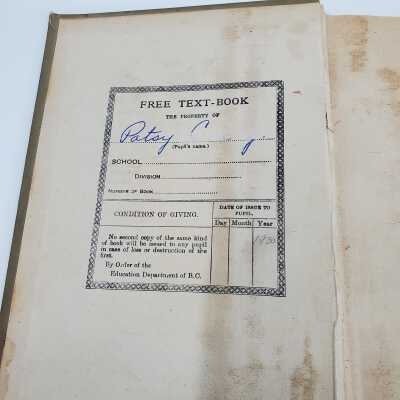 FREE TEXT-BOOK
THE PROPERTY OF
Patsy
(Pupil's name.)
SCHOOL
DIVISION
NUMBER OF BOOK
CONDITION OF GIVING.
DATE OF ISSUE TO PUPIL.
Day Month Year
1930
No second copy of the same kind
of book will be issued to any pupil
in case of loss or destruction of the
first.
By Order of the
Education Department of B.C.